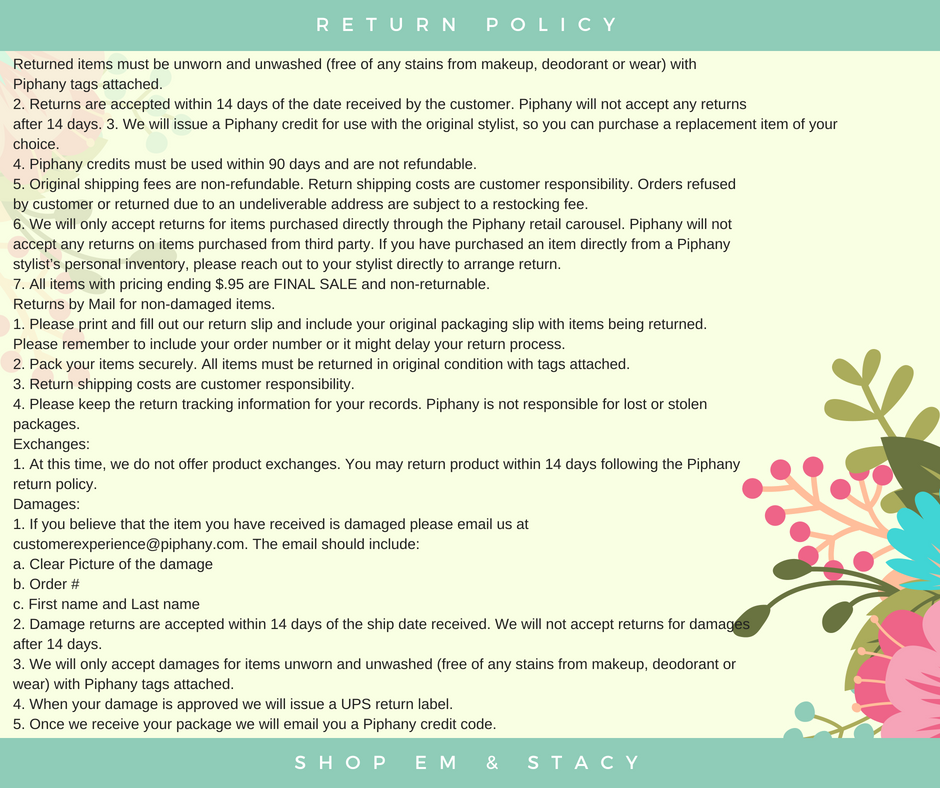 RETURN POLICY
Returned items must be unworn and unwashed (free of any stains from makeup, deodorant or wear) with
Piphany tags attached.
2. Returns are accepted within 14 days of the date received by the customer. Piphany will not accept any returns
after 14 days. 3. We will issue a Piphany credit for use with the original stylist, so you can purchase a replacement item of your
choice.
4. Piphany credits must be used within 90 days and are not refundable.
5. Original shipping fees are non-refundable. Return shipping costs are customer responsibility. Orders refused
by customer or returned due to an undeliverable address are subject to a restocking fee.
6. We will only accept returns for items purchased directly through the Piphany retail carousel. Piphany will not
accept any returns on items purchased from third party. If you have purchased an item directly from a Piphany
stylist's personal inventory, please reach out to your stylist directly to arrange return.
7. All items with pricing ending $.95 are FINAL SALE and non-returnable.
Returns by Mail for non-damaged items.
1. Please print and fill out our return slip and include your original packaging slip with items being returned.
Please remember to include your order number or it might delay your return process.
2. Pack your items securely. All items must be returned in original condition with tags attached.
3. Return shipping costs are customer responsibility.
4. Please keep the return tracking information for your records. Piphany is not responsible for lost or stolen
packages.
Exchanges:
1. At this time, we do not offer product exchanges. You may return product within 14 days following the Piphany
return policy.
Damages:
1. If you believe that the item you have received is damaged please email us at
customerexperience@piphany.com. The email should include:
a. Clear Picture of the damage
b. Order #
c. First name and Last name
2. Damage returns are accepted within 14 days of the ship date received. We will not accept returns for damages
after 14 days.
3. We will only accept damages for items unworn and unwashed (free of any stains from makeup, deodorant or
wear) with Piphany tags attached.
4. When your damage is approved we will issue a UPS return label.
5. Once we receive your package we will email you a Piphany credit code.
SHOP EM & STACY